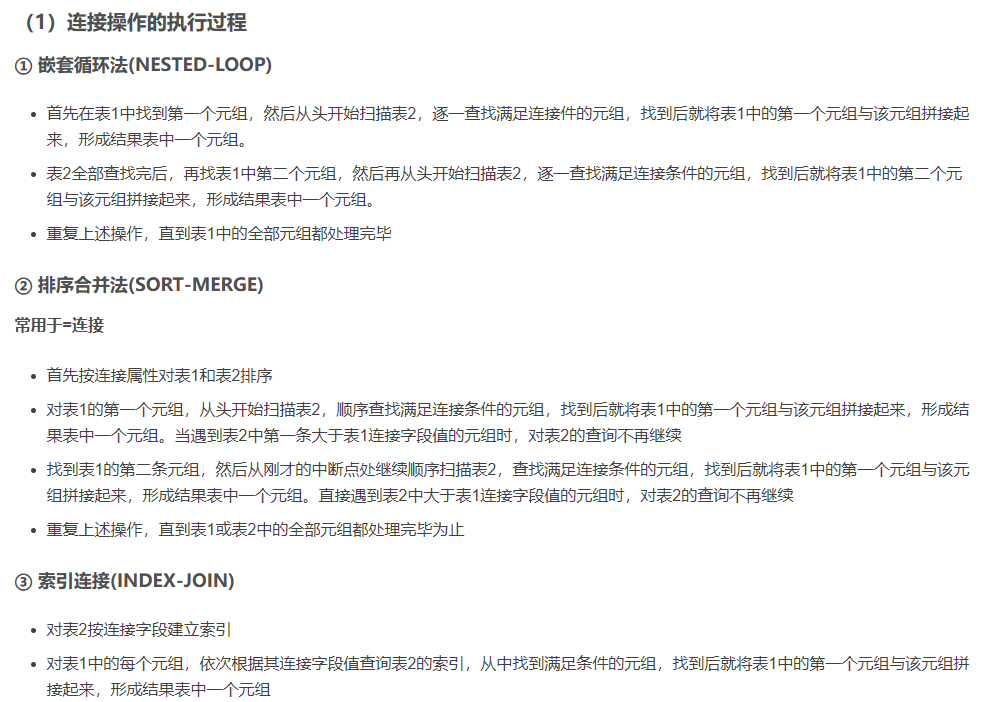 （1）连接操作的执行过程
① 嵌套循环法(NESTED-LOOP)
首先在表1中找到第一个元组，然后从头开始扫描表2，逐一查找满足连接件的元组，找到后就将表1中的第一个元组与该元组拼接起
来，形成结果表中一个元组。
表2全部查找完后，再找表1中第二个元组，然后再从头开始扫描表2，逐一查找满足连接条件的元组，找到后就将表1中的第二个元
组与该元组拼接起来，形成结果表中一个元组。
重复上述操作，直到表1中的全部元组都处理完毕
② 排序合并法(SORT-MERGE)
常用于=连接
首先按连接属性对表1和表2排序
对表1的第一个元组，从头开始扫描表2，顺序查找满足连接条件的元组，找到后就将表1中的第一个元组与该元组拼接起来，形成结
果表中一个元组。当遇到表2中第一条大于表1连接字段值的元组时，对表2的查询不再继续
找到表1的第二条元组，然后从刚才的中断点处继续顺序扫描表2，查找满足连接条件的元组，找到后就将表1中的第一个元组与该元
组拼接起来，形成结果表中一个元组。直接遇到表2中大于表1连接字段值的元组时，对表2的查询不再继续
重复上述操作，直到表1或表2中的全部元组都处理完毕为止
③ 索引连接(INDEX-JOIN)
对表2按连接字段建立索引
对表1中的每个元组，依次根据其连接字段值查询表2的索引，从中找到满足条件的元组，找到后就将表1中的第一个元组与该元组拼
接起来，形成结果表中一个元组